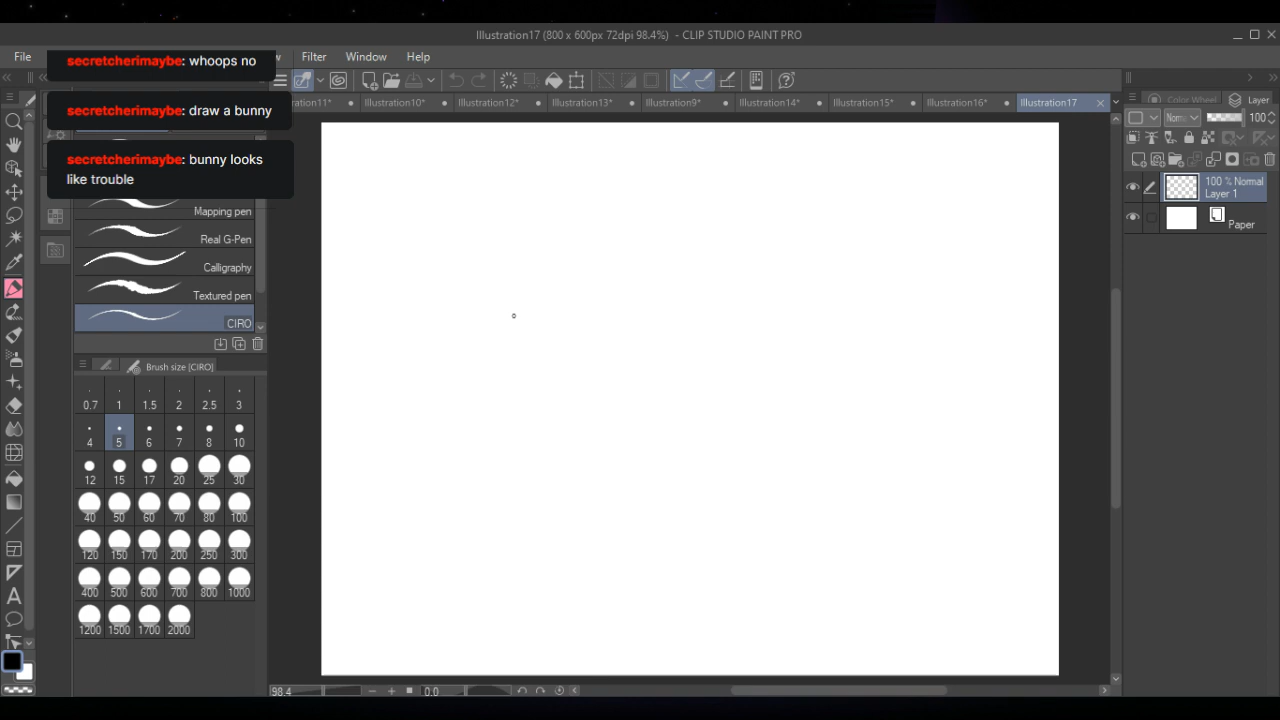 Illustration17 (800 x 600px 72dpi 98.4%) - CLIP STUDIO PAINT PRO
File
Filter
Window
Help
secretcherimaybe: whoops no
secretcherimaybe: draw a bunny
secretcherimaybe: bunny looks
like trouble
Illustration10*
Illustration12*
Illustration13*
Illustration9*
Illustration14*
Illustration15*
Illustration16*
Illustration17
Color Wheel
Layer
100
100 % Normal
Layer 1
Paper
Mapping pen
Real G-Pen
Calligraphy
Textured pen
CIRO
Brush size [CIRO]
0.7 1 1.5 2 2.5 3
4 5 6 7 8 10
12 15 17 20 25 30
40 50 60 70 80 100
120 150 170 200 250 300
400 500 600 700 800 1000
1200 1500 1700 2000
98.4
0.0